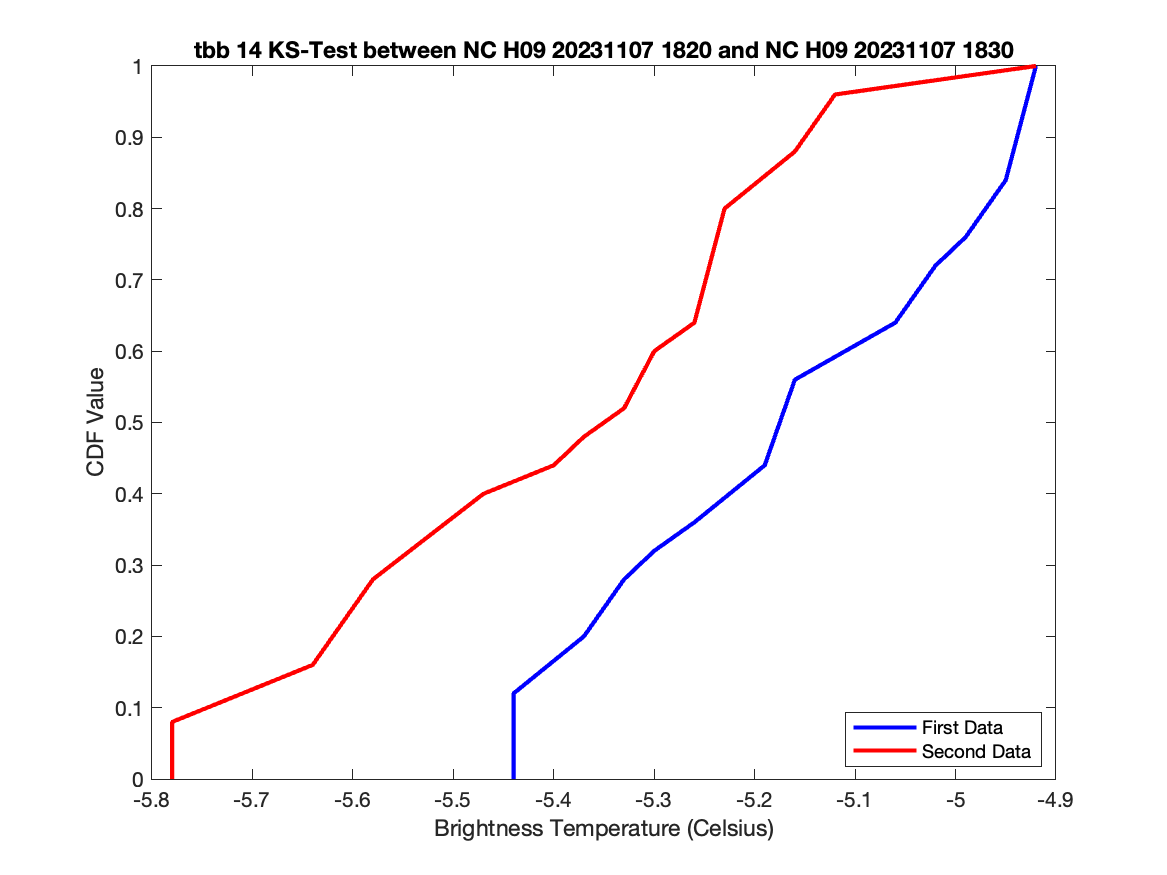 tbb 14 KS-Test between NC H09 20231107 1820 and NC H09 20231107 1830
1
0.9
0.8
0.7
0.6
0.5
0.4
0.3
0.2
0.1
0
CDF Value
First Data
Second Data
-5.8 -5.7 -5.6 -5.5 -5.4 -5.3 -5.2 -5.1 -5 -4.9
Brightness Temperature (Celsius)